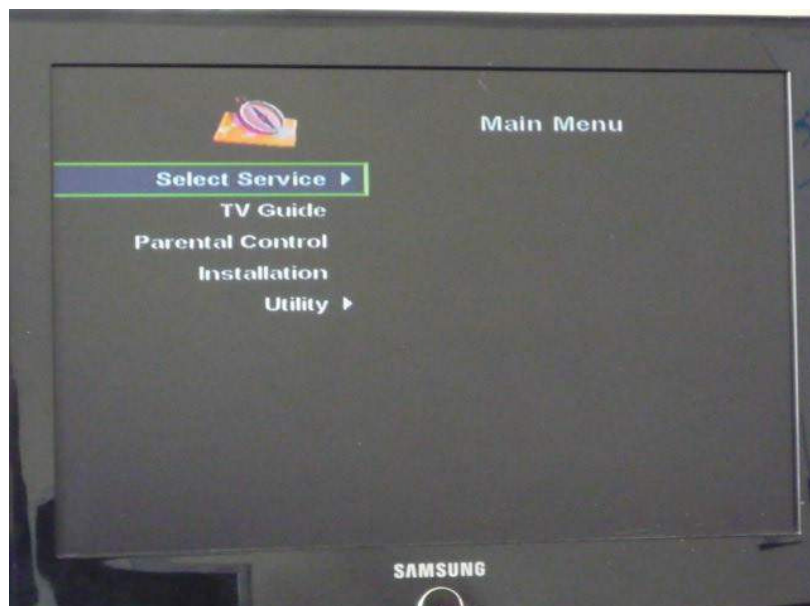 Main Menu
Select Service
TV Guide
Parental Control
Installation
Utility
SAMSUNG